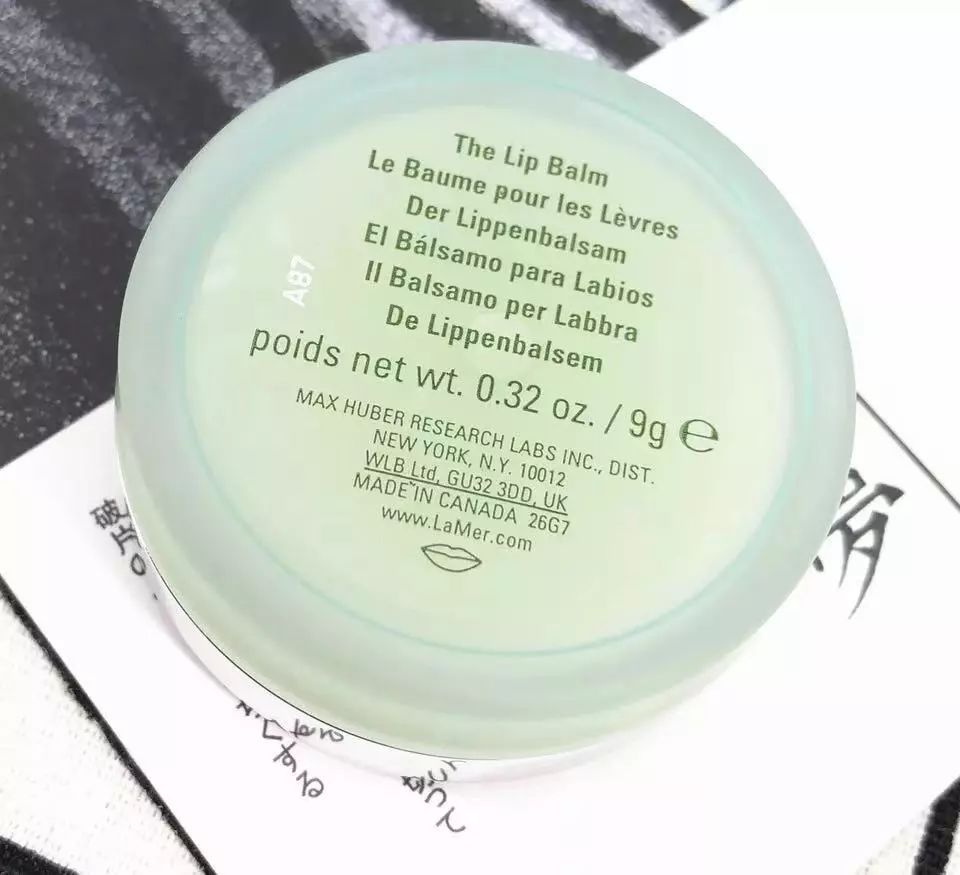 The Lip Balm
Le Baume pour les Lèvres
Der Lippenbalsam
El Bálsamo para Labios
Il Balsamo per Labbra
De Lippenbalsem
A87
poids net wt. 0.32 oz. / 9g ℮
MAX HUBER RESEARCH LABS INC., DIST.
NEW YORK, N.Y. 10012
WLB Ltd, GU32 3DD, UK
MADE IN CANADA 26G7
www.LaMer.com